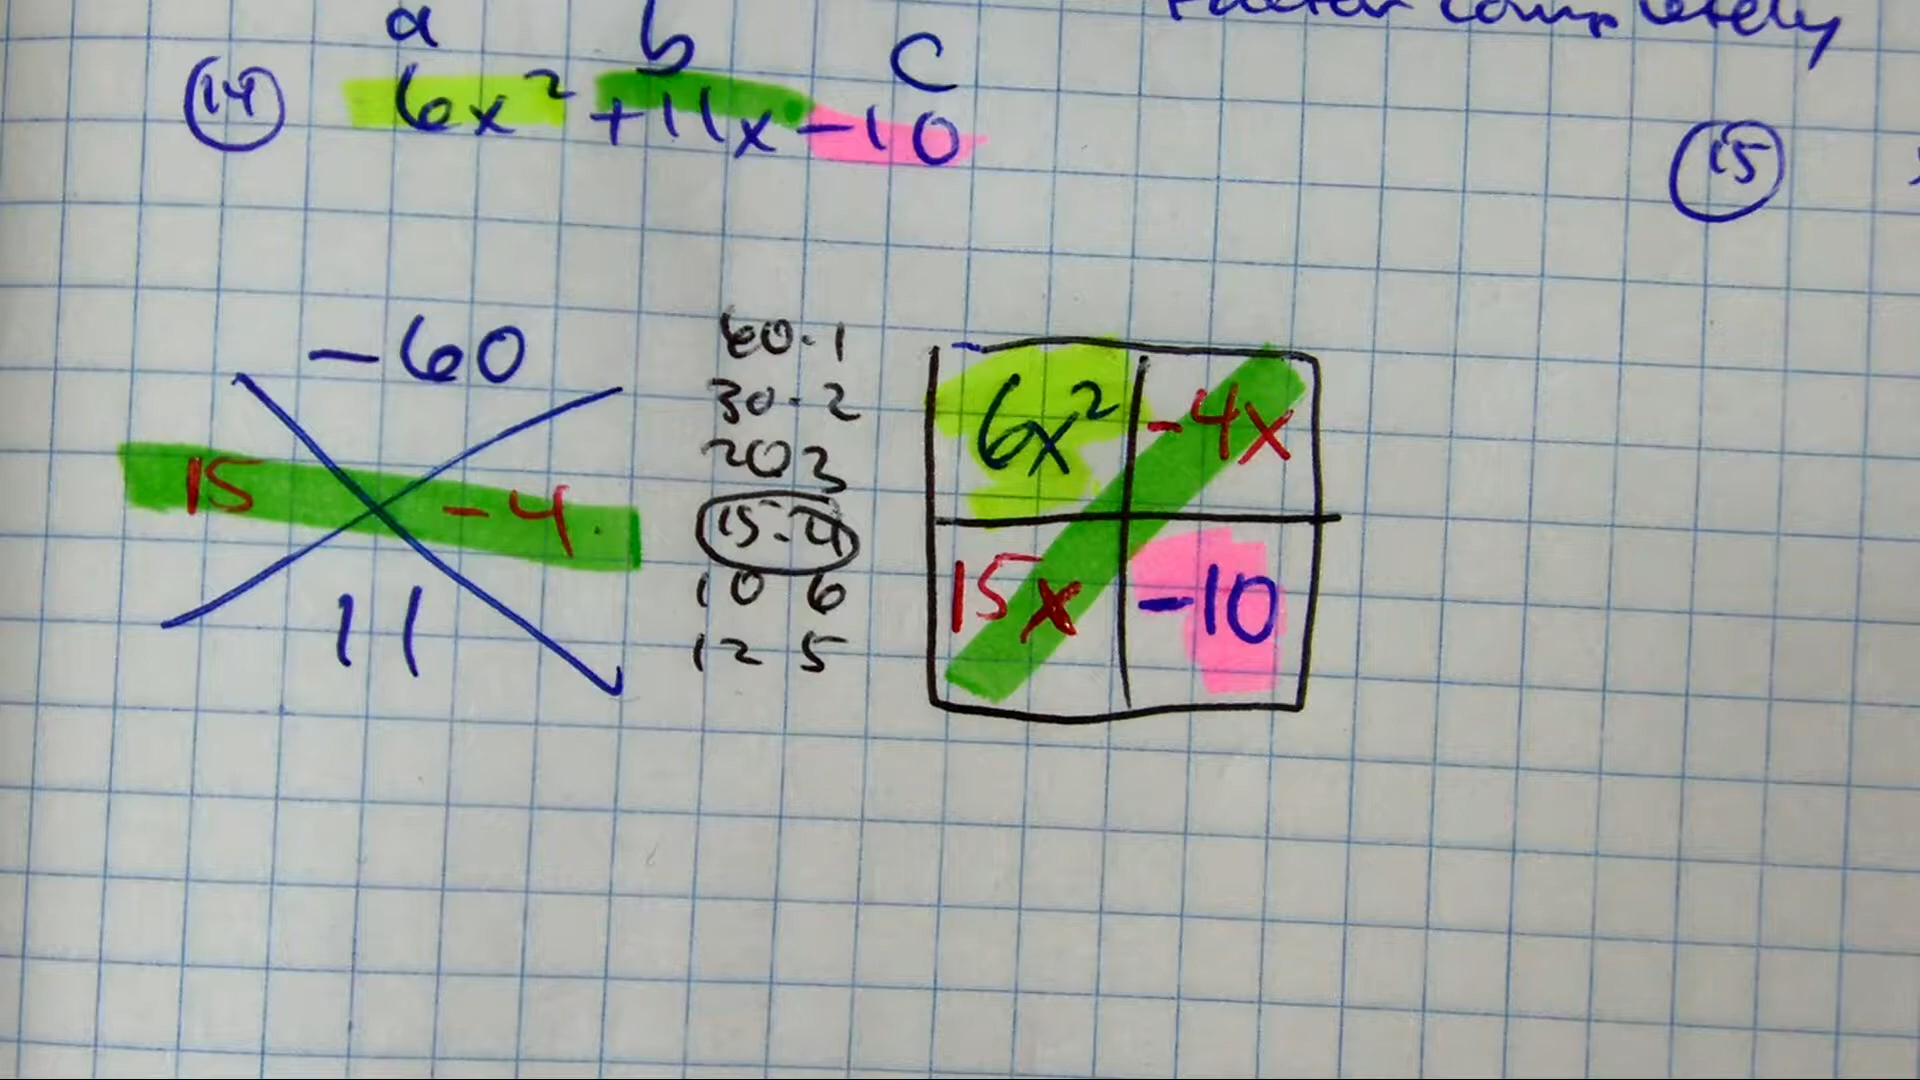 Factor completely
a b c
14 6x² +11x -10
15
-60
15 -4
11
60·1
30·2
20 3
15·4
10 6
12 5
6x² -4x
15x -10